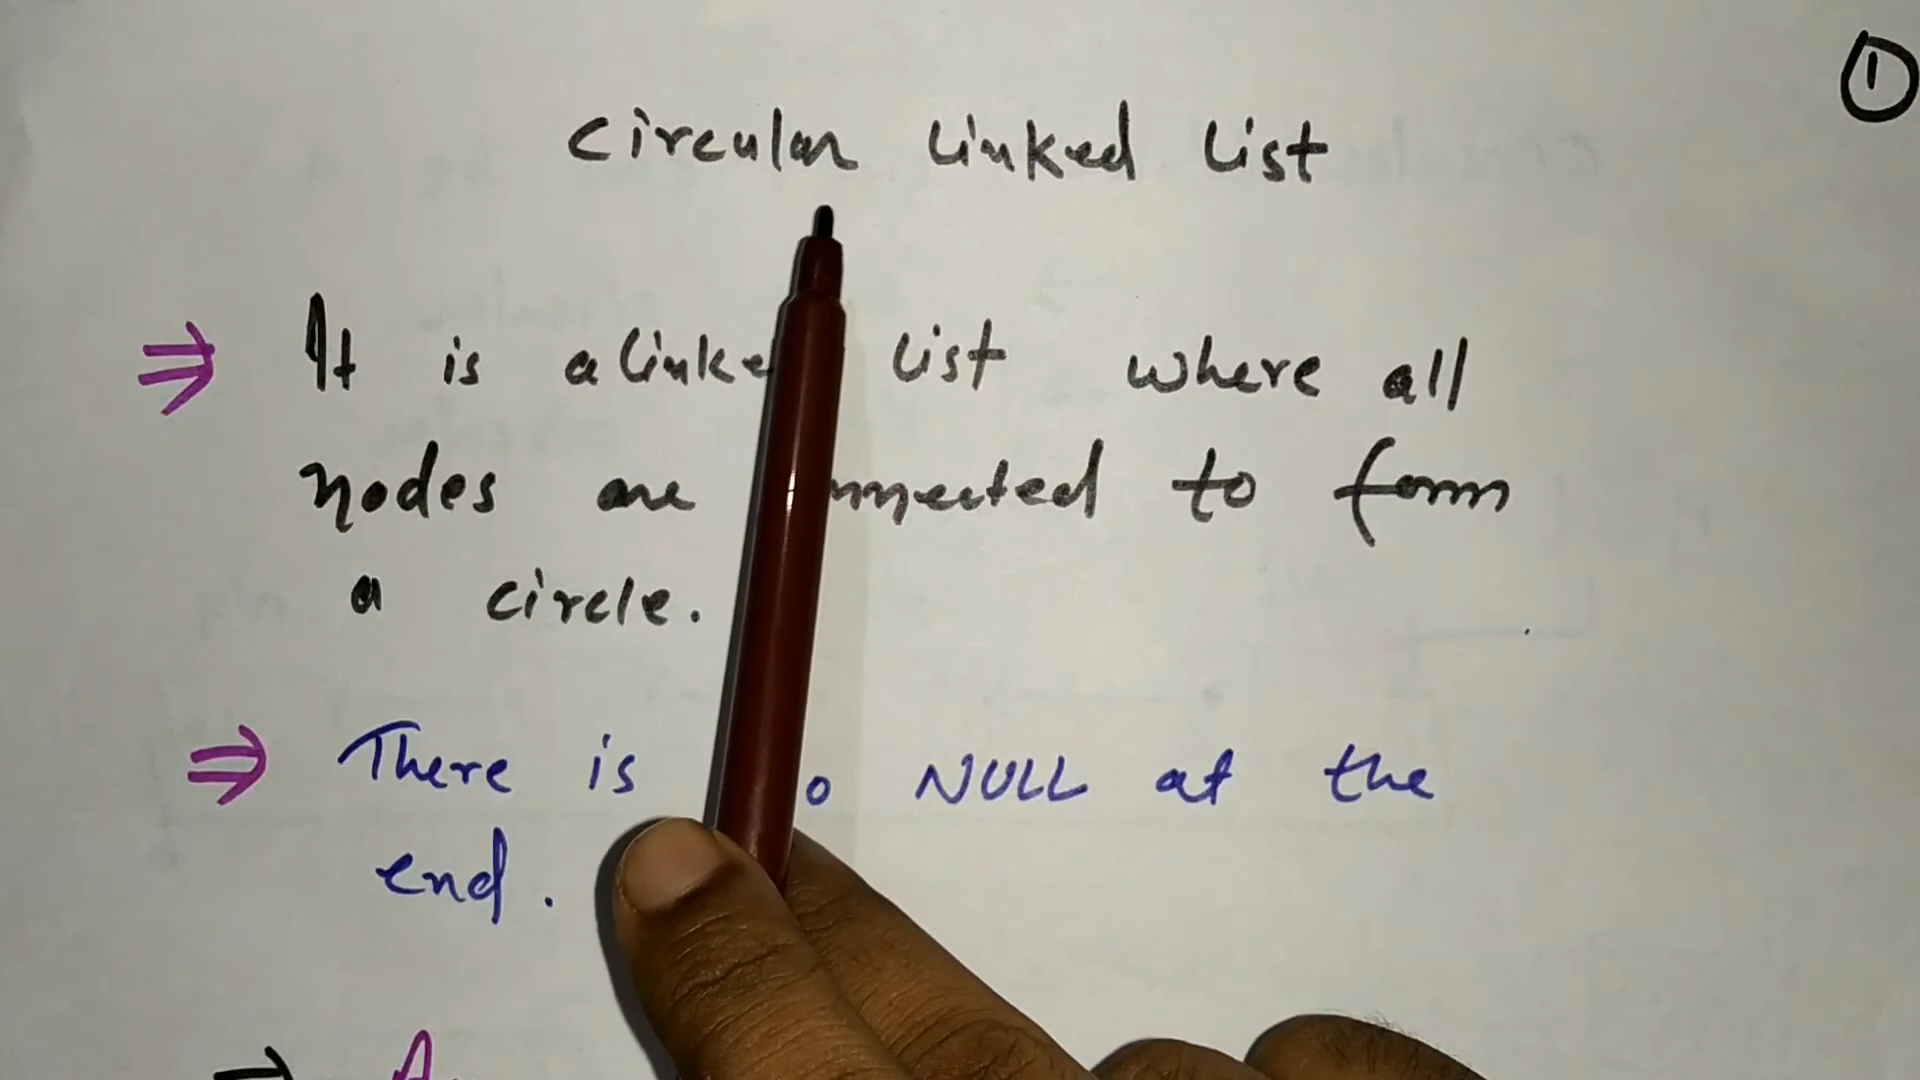 1
Circular Linked List
⇒ It is a linke list where all
nodes are nnected to form
a circle.
⇒ There is o NULL at the
end.
⇒ A